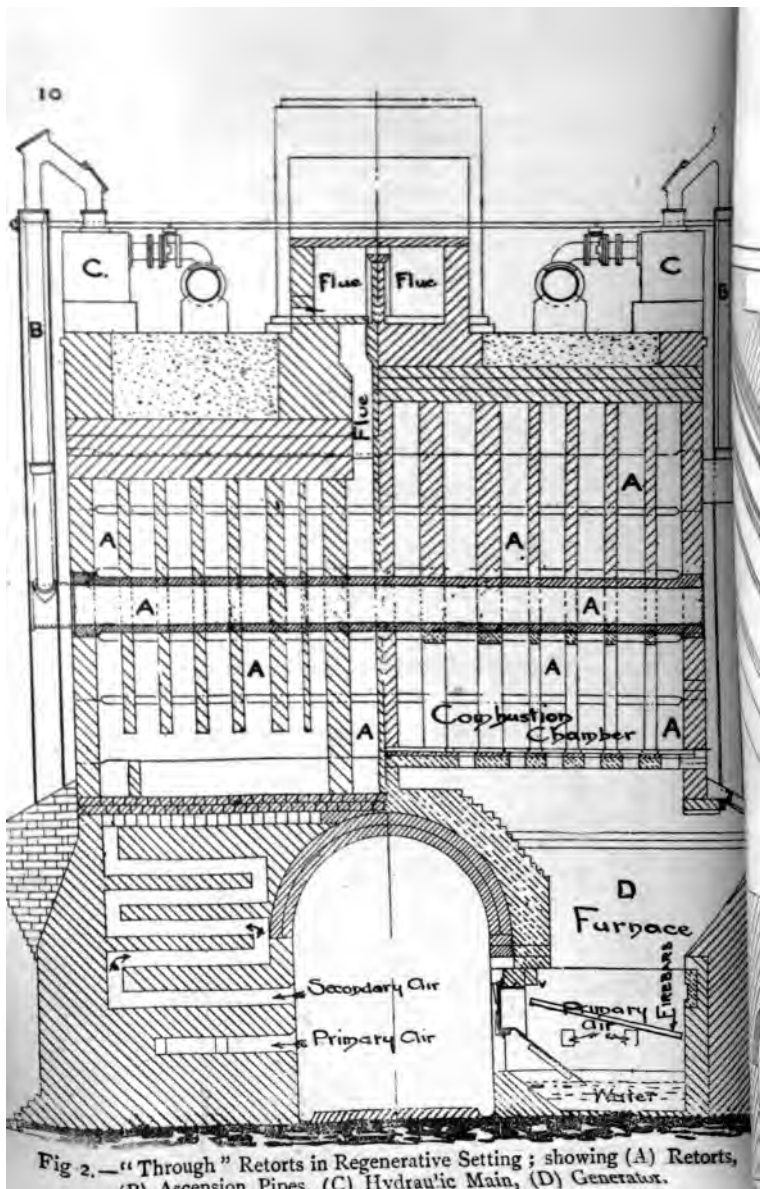 10
C.
C
Flue
Flue
B
B
Flue
A
A
A
A
A
A
A
Combustion
Chamber
A
A
D
Furnace
FIREBARS
Secondary Air
Primary
air
Primary Air
Water
Fig 2.—“Through” Retorts in Regenerative Setting ; showing (A) Retorts,
(B) Ascension Pipes, (C) Hydraulic Main, (D) Generator.